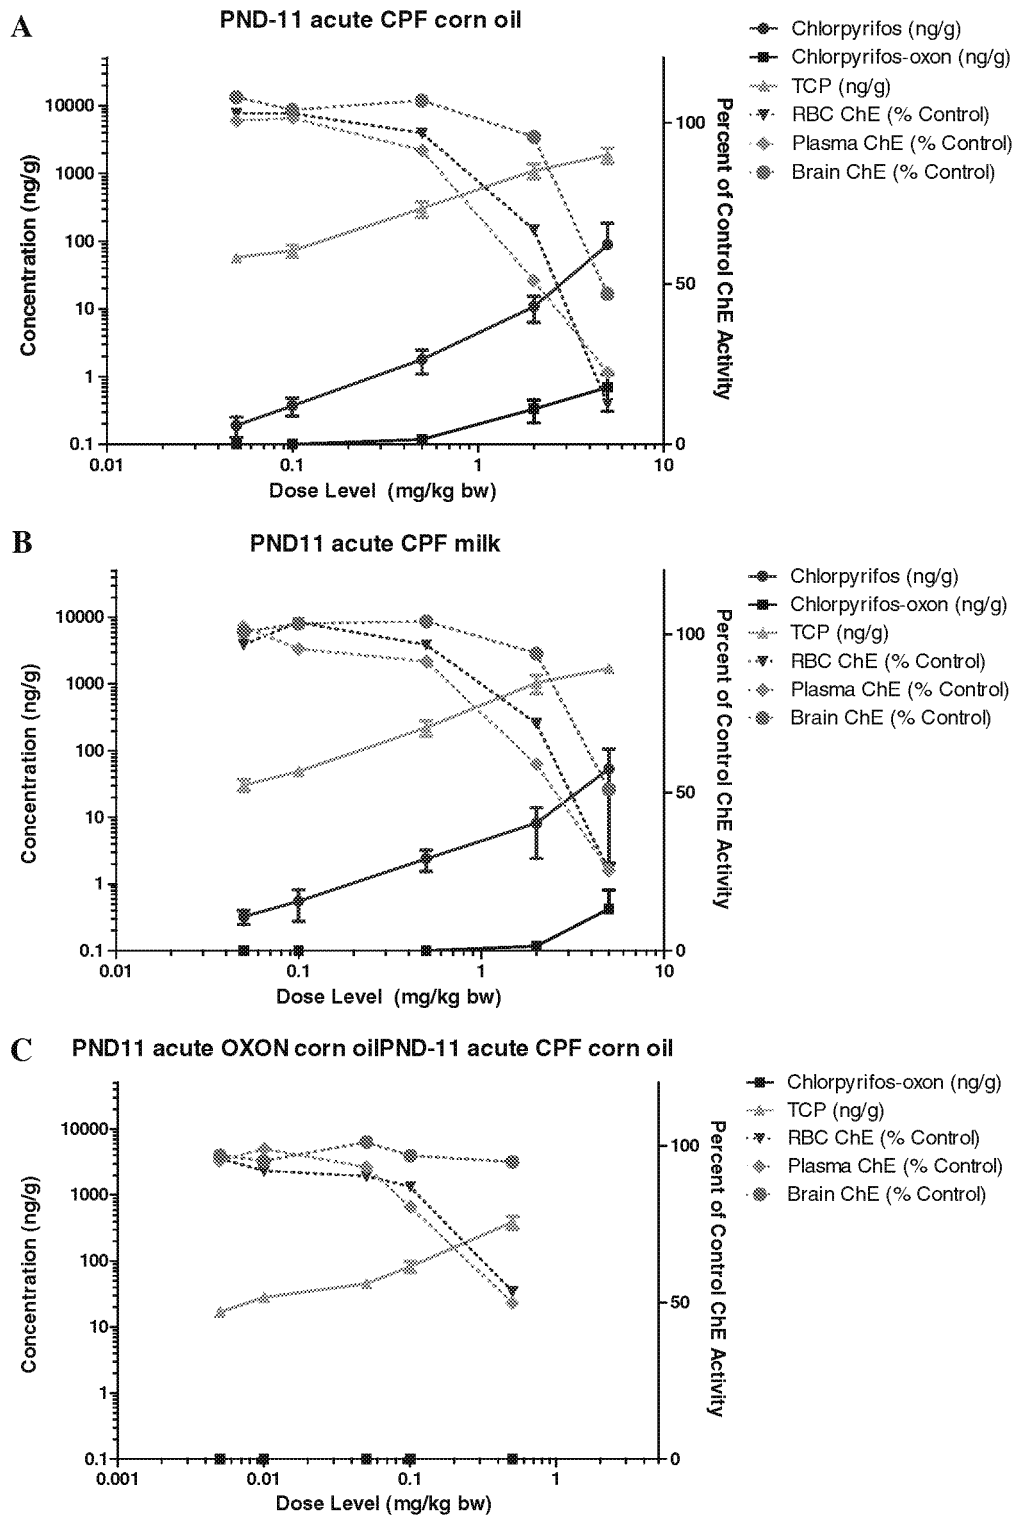 A
PND-11 acute CPF corn oil
Chlorpyrifos (ng/g)
Chlorpyrifos-oxon (ng/g)
TCP (ng/g)
RBC ChE (% Control)
Plasma ChE (% Control)
Brain ChE (% Control)
Concentration (ng/g)
10000
1000
100
10
1
0.1
100
50
0
Percent of Control ChE Activity
0.01
0.1
1
10
Dose Level (mg/kg bw)
B
PND11 acute CPF milk
Chlorpyrifos (ng/g)
Chlorpyrifos-oxon (ng/g)
TCP (ng/g)
RBC ChE (% Control)
Plasma ChE (% Control)
Brain ChE (% Control)
Concentration (ng/g)
10000
1000
100
10
1
0.1
100
50
0
Percent of Control ChE Activity
0.01
0.1
1
10
Dose Level (mg/kg bw)
C
PND11 acute OXON corn oilPND-11 acute CPF corn oil
Chlorpyrifos-oxon (ng/g)
TCP (ng/g)
RBC ChE (% Control)
Plasma ChE (% Control)
Brain ChE (% Control)
Concentration (ng/g)
10000
1000
100
10
1
0.1
100
50
0
Percent of Control ChE Activity
0.001
0.01
0.1
1
Dose Level (mg/kg bw)